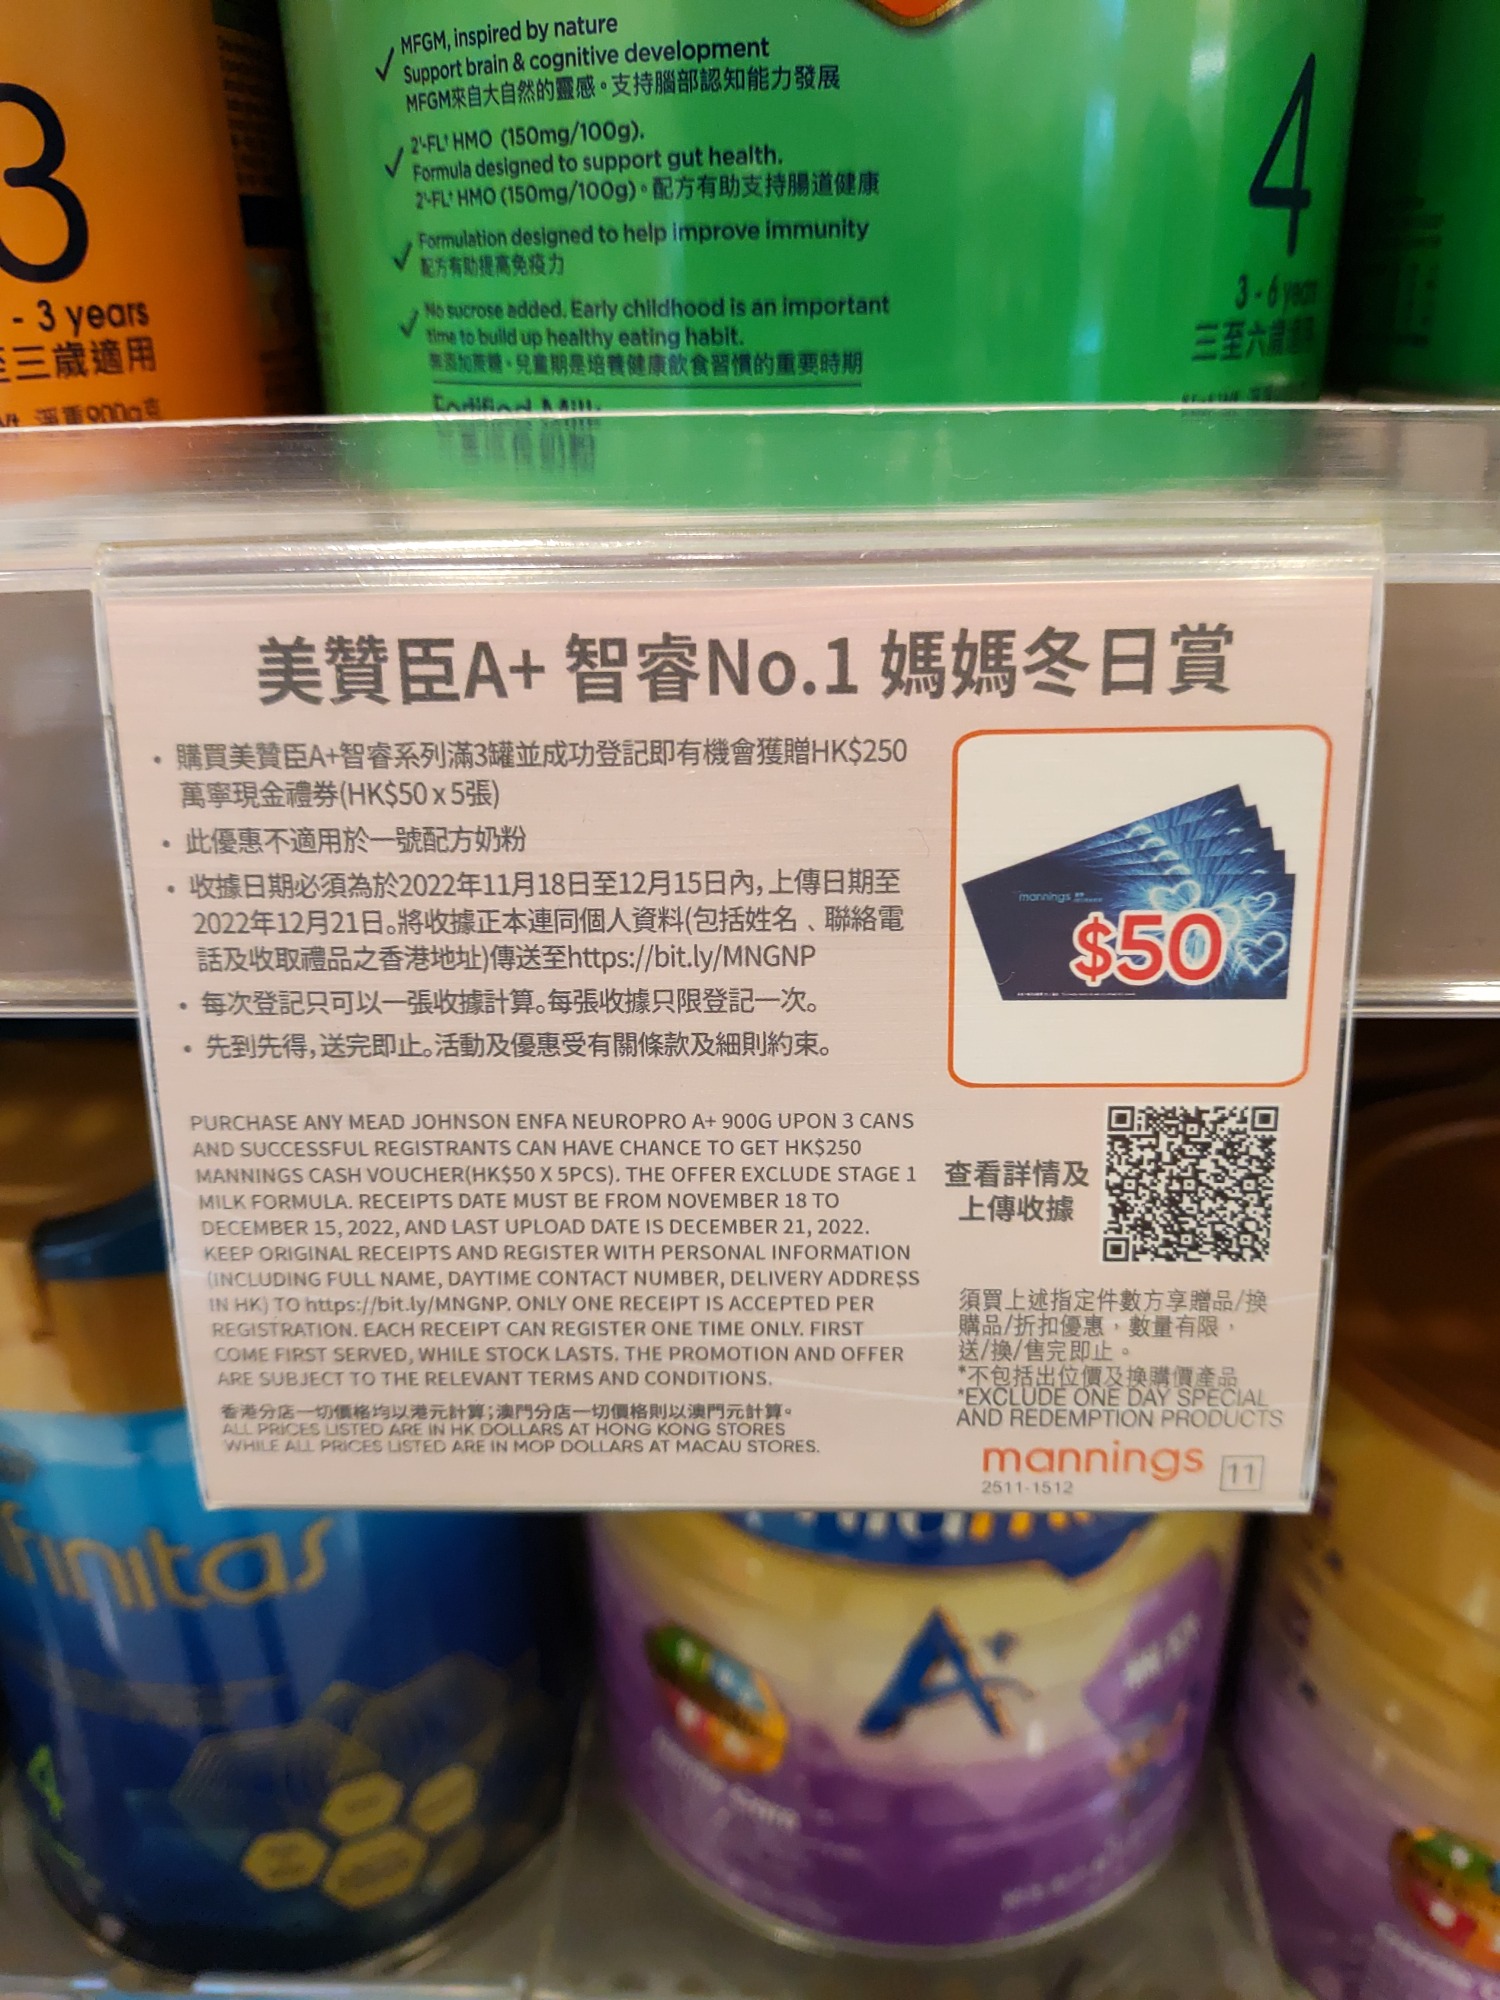 MFGM, inspired by nature
Support brain & cognitive development
MFGM來自大自然的靈感。支持腦部認知能力發展
2'-FL HMO (150mg/100g).
Formula designed to support gut health.
2'-FL HMO (150mg/100g)。配方有助支持腸道健康
Formulation designed to help improve immunity
配方有助提高免疫力
No sucrose added. Early childhood is an important
time to build up healthy eating habit.
無添加蔗糖。兒童期是培養健康飲食習慣的重要時期
Fortified Milk
4
3 - 6 years
三至六歲適用
3
- 3 years
至三歲適用
淨重900g克
美贊臣A+ 智睿No.1 媽媽冬日賞
• 購買美贊臣A+智睿系列滿3罐並成功登記即有機會獲贈HK$250
萬寧現金禮券(HK$50 x 5張)
• 此優惠不適用於一號配方奶粉
• 收據日期必須為於2022年11月18日至12月15日內,上傳日期至
2022年12月21日。將收據正本連同個人資料(包括姓名、聯絡電
話及收取禮品之香港地址)傳送至https://bit.ly/MNGNP
• 每次登記只可以一張收據計算。每張收據只限登記一次。
• 先到先得,送完即止。活動及優惠受有關條款及細則約束。
mannings
$50
PURCHASE ANY MEAD JOHNSON ENFA NEUROPRO A+ 900G UPON 3 CANS
AND SUCCESSFUL REGISTRANTS CAN HAVE CHANCE TO GET HK$250
MANNINGS CASH VOUCHER(HK$50 X 5PCS). THE OFFER EXCLUDE STAGE 1
MILK FORMULA. RECEIPTS DATE MUST BE FROM NOVEMBER 18 TO
DECEMBER 15, 2022, AND LAST UPLOAD DATE IS DECEMBER 21, 2022.
KEEP ORIGINAL RECEIPTS AND REGISTER WITH PERSONAL INFORMATION
(INCLUDING FULL NAME, DAYTIME CONTACT NUMBER, DELIVERY ADDRESS
IN HK) TO https://bit.ly/MNGNP. ONLY ONE RECEIPT IS ACCEPTED PER
REGISTRATION. EACH RECEIPT CAN REGISTER ONE TIME ONLY. FIRST
COME FIRST SERVED, WHILE STOCK LASTS. THE PROMOTION AND OFFER
ARE SUBJECT TO THE RELEVANT TERMS AND CONDITIONS.
香港分店一切價格均以港元計算;澳門分店一切價格則以澳門元計算。
ALL PRICES LISTED ARE IN HK DOLLARS AT HONG KONG STORES
WHILE ALL PRICES LISTED ARE IN MOP DOLLARS AT MACAU STORES.
查看詳情及
上傳收據
須買上述指定件數方享贈品/換
購品/折扣優惠,數量有限,
送/換/售完即止。
*不包括出位價及換購價產品
*EXCLUDE ONE DAY SPECIAL
AND REDEMPTION PRODUCTS
mannings 11
2511-1512
finitas
A+